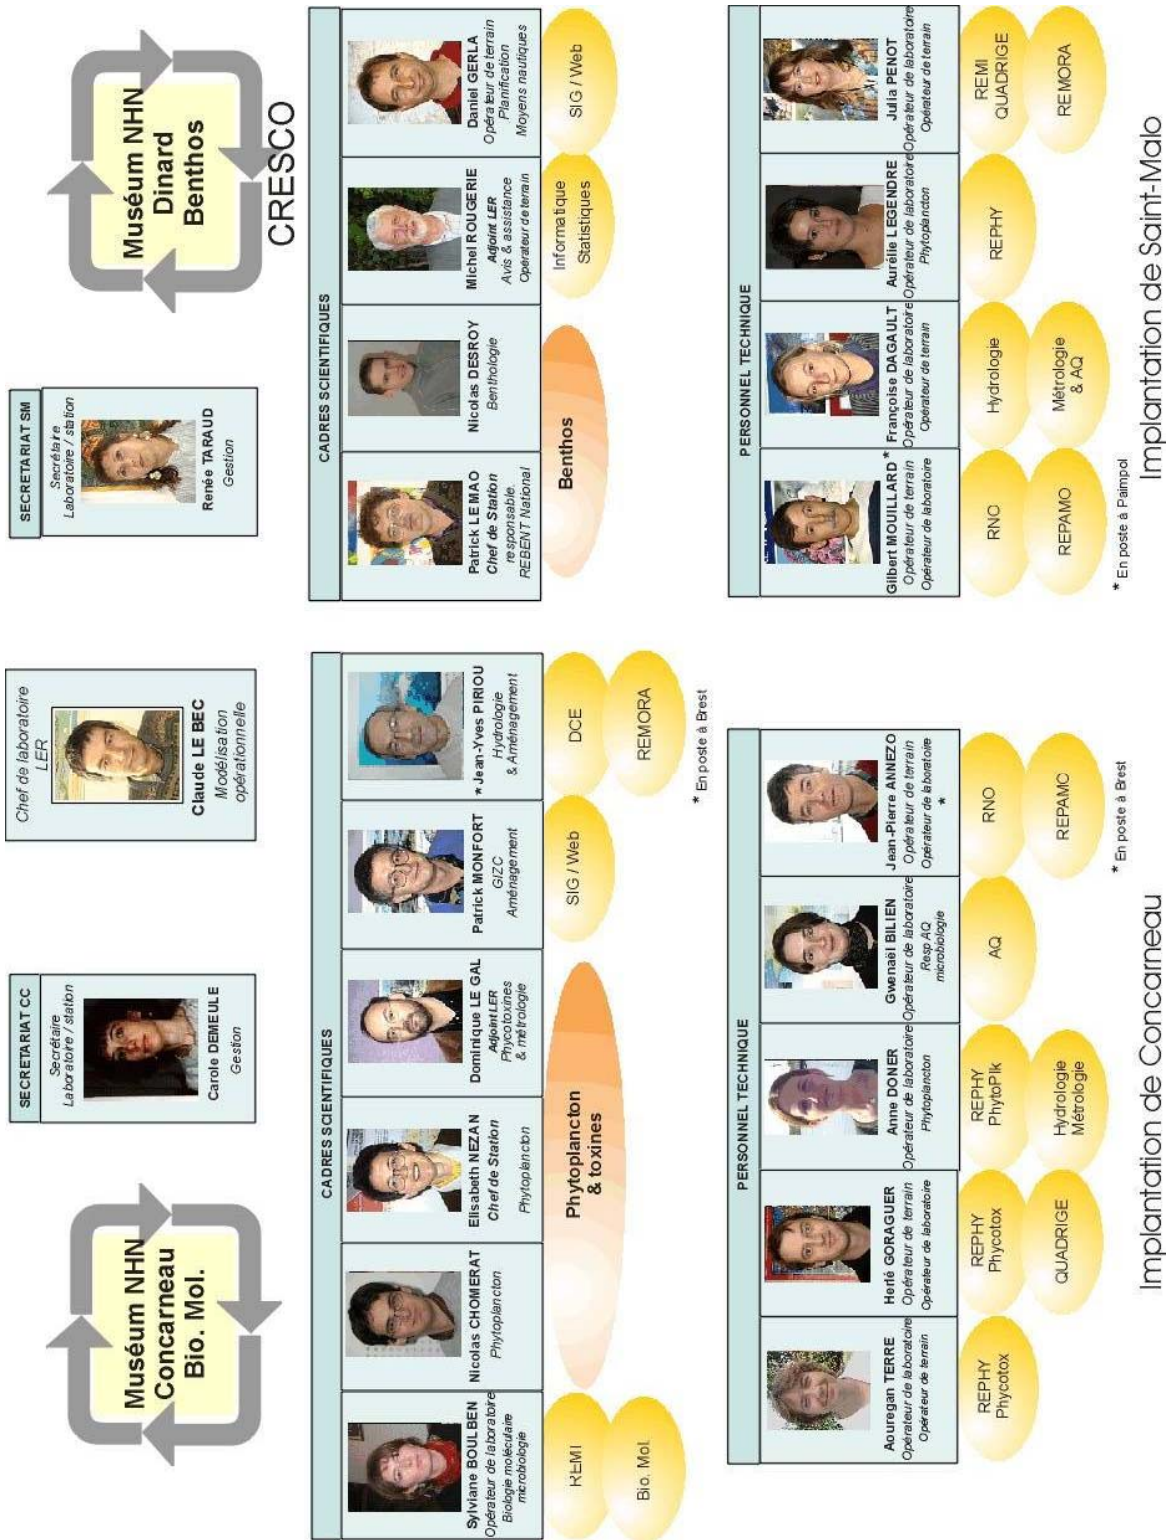 Muséum NHN
Concarneau
Bio. Mol.
SECRETARIAT CC
Secrétaire
Laboratoire / station
Carole DEMEULE
Gestion
Chef de laboratoire
LER
Claude LE BEC
Modélisation
opérationnelle
SECRETARIAT SM
Secrétaire
Laboratoire / station
Renée TARAUD
Gestion
Muséum NHN
Dinard
Benthos
CRESCO
CADRES SCIENTIFIQUES
Sylviane BOULBEN
Opérateur de laboratoire
Biologie moléculaire
microbiologie
REMI
Bio. Mol.
Nicolas CHOMERAT
Phytoplancton
Elisabeth NEZAN
Chef de Station
Phytoplancton
Dominique LE GAL
Adjoint LER
Phycotoxines
& métrologie
Phytoplancton
& toxines
Patrick MONFORT
GIZC
Aménagement
SIG / Web
* Jean-Yves PIRIOU
Hydrologie
& Aménagement
DCE
REMORA
* En poste à Brest
CADRES SCIENTIFIQUES
Patrick LE MAO
Chef de Station
responsable.
REBENT National
Nicolas DESROY
Benthologie
Benthos
Michel ROUGERIE
Adjoint LER
Avis & assistance
Opérateur de terrain
Informatique
Statistiques
Daniel GERLA
Opérateur de terrain
Planification
Moyens nautiques
SIG / Web
PERSONNEL TECHNIQUE
Aouregan TERRE
Opérateur de laboratoire
Opérateur de terrain
REPHY
Phycotox
Herlé GORAGUER
Opérateur de terrain
Opérateur de laboratoire
REPHY
Phycotox
QUADRIGE
Anne DONER
Opérateur de laboratoire
Phytoplancton
REPHY
PhytoPlk
Hydrologie
Métrologie
Gwenaël BILIEN
Opérateur de laboratoire
Resp AQ
microbiologie
AQ
Jean-Pierre ANNEZO
Opérateur de terrain
Opérateur de laboratoire
*
RNO
REPAMC
* En poste à Brest
Implantation de Concarneau
PERSONNEL TECHNIQUE
Gilbert MOUILLARD *
Opérateur de terrain
Opérateur de laboratoire
RNO
REPAMO
* En poste à Paimpol
Françoise DAGAULT
Opérateur de laboratoire
Opérateur de terrain
Hydrologie
Métrologie
& AQ
Aurélie LEGENDRE
Opérateur de laboratoire
Phytoplancton
REPHY
Julia PENOT
Opérateur de laboratoire
Opérateur de terrain
REMI
QUADRIGE
REMORA
Implantation de Saint-Malo